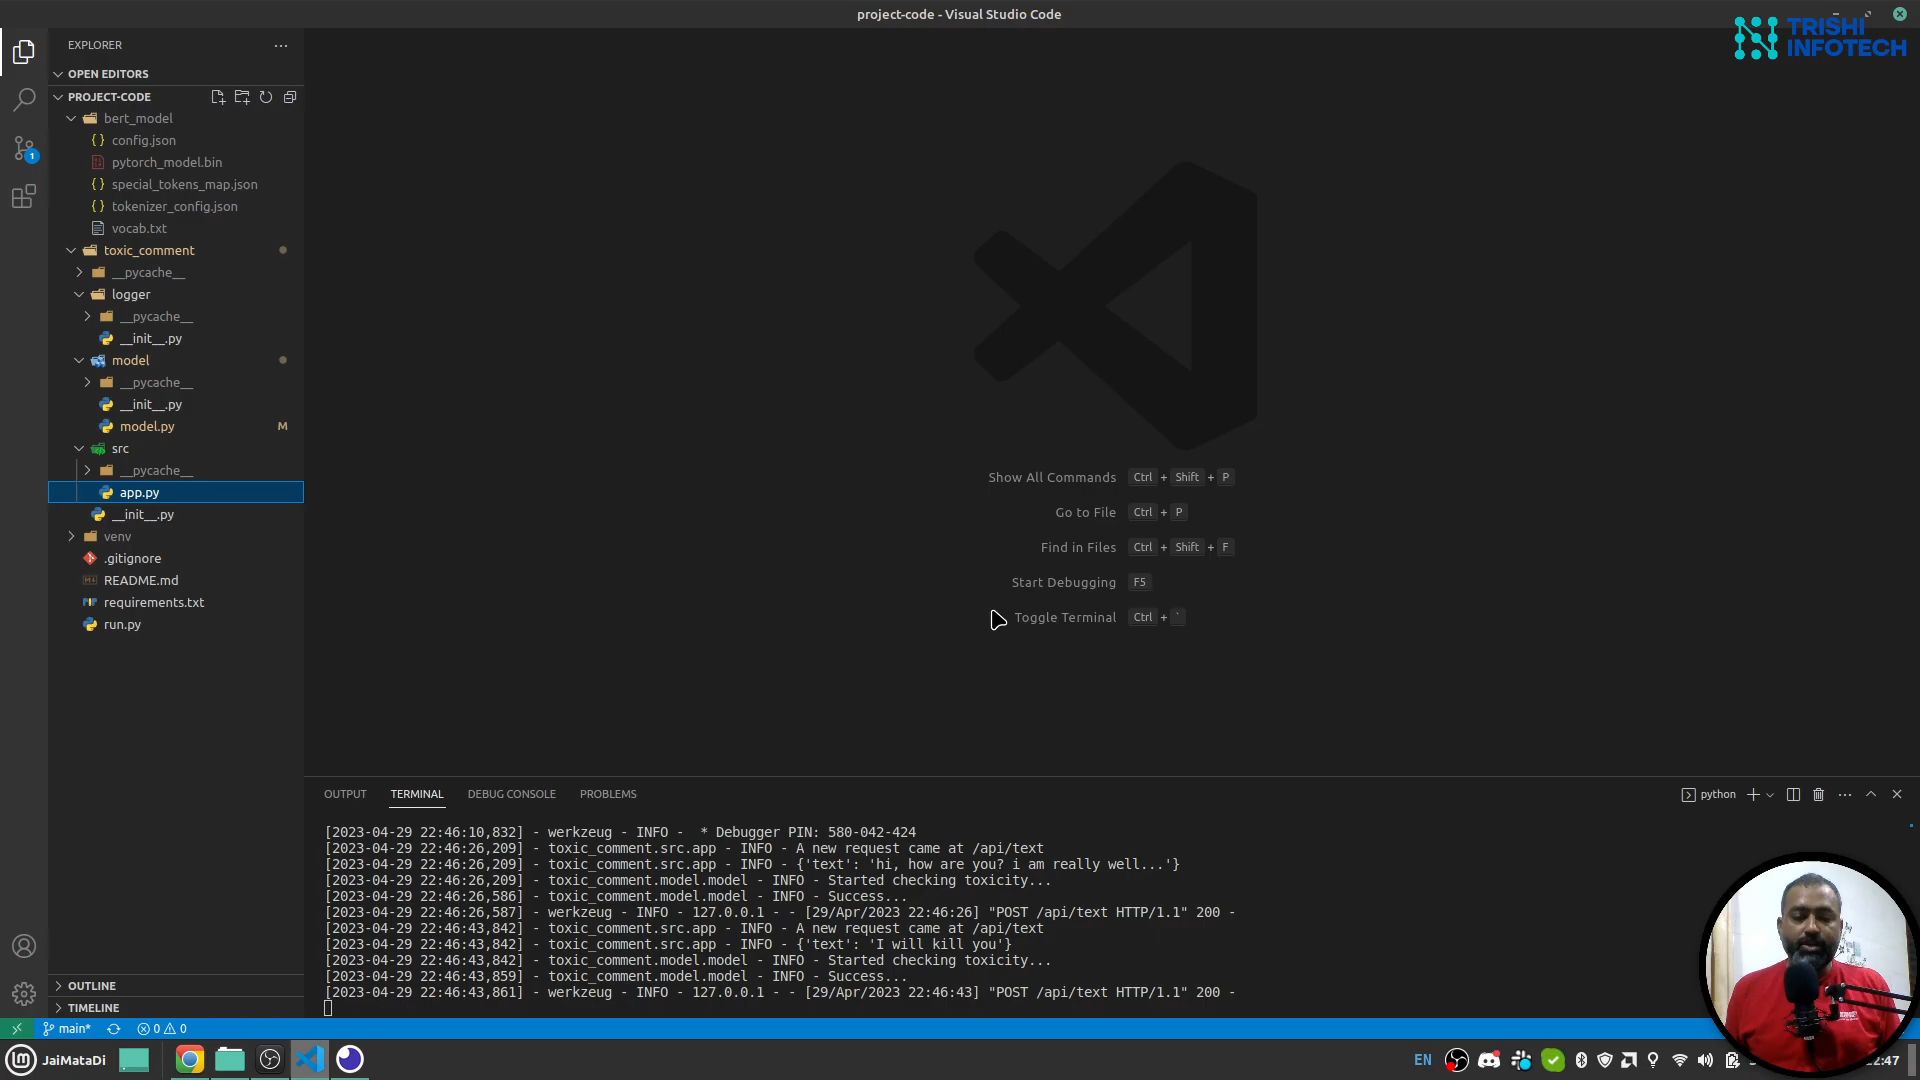 project-code - Visual Studio Code
TRISHI
INFOTECH
EXPLORER
OPEN EDITORS
PROJECT-CODE
bert_model
config.json
pytorch_model.bin
special_tokens_map.json
tokenizer_config.json
vocab.txt
toxic_comment
__pycache__
logger
__pycache__
__init__.py
model
__pycache__
__init__.py
model.py M
src
__pycache__
app.py
__init__.py
venv
.gitignore
README.md
requirements.txt
run.py
OUTLINE
TIMELINE
1
Show All Commands Ctrl + Shift + P
Go to File Ctrl + P
Find in Files Ctrl + Shift + F
Start Debugging F5
Toggle Terminal Ctrl + `
OUTPUT TERMINAL DEBUG CONSOLE PROBLEMS
python
[2023-04-29 22:46:10,832] - werkzeug - INFO -  * Debugger PIN: 580-042-424
[2023-04-29 22:46:26,209] - toxic_comment.src.app - INFO - A new request came at /api/text
[2023-04-29 22:46:26,209] - toxic_comment.src.app - INFO - {'text': 'hi, how are you? i am really well...'}
[2023-04-29 22:46:26,209] - toxic_comment.model.model - INFO - Started checking toxicity...
[2023-04-29 22:46:26,586] - toxic_comment.model.model - INFO - Success...
[2023-04-29 22:46:26,587] - werkzeug - INFO - 127.0.0.1 - - [29/Apr/2023 22:46:26] "POST /api/text HTTP/1.1" 200 -
[2023-04-29 22:46:43,842] - toxic_comment.src.app - INFO - A new request came at /api/text
[2023-04-29 22:46:43,842] - toxic_comment.src.app - INFO - {'text': 'I will kill you'}
[2023-04-29 22:46:43,842] - toxic_comment.model.model - INFO - Started checking toxicity...
[2023-04-29 22:46:43,859] - toxic_comment.model.model - INFO - Success...
[2023-04-29 22:46:43,861] - werkzeug - INFO - 127.0.0.1 - - [29/Apr/2023 22:46:43] "POST /api/text HTTP/1.1" 200 -
main* 0 0
JaiMataDi
EN
:47